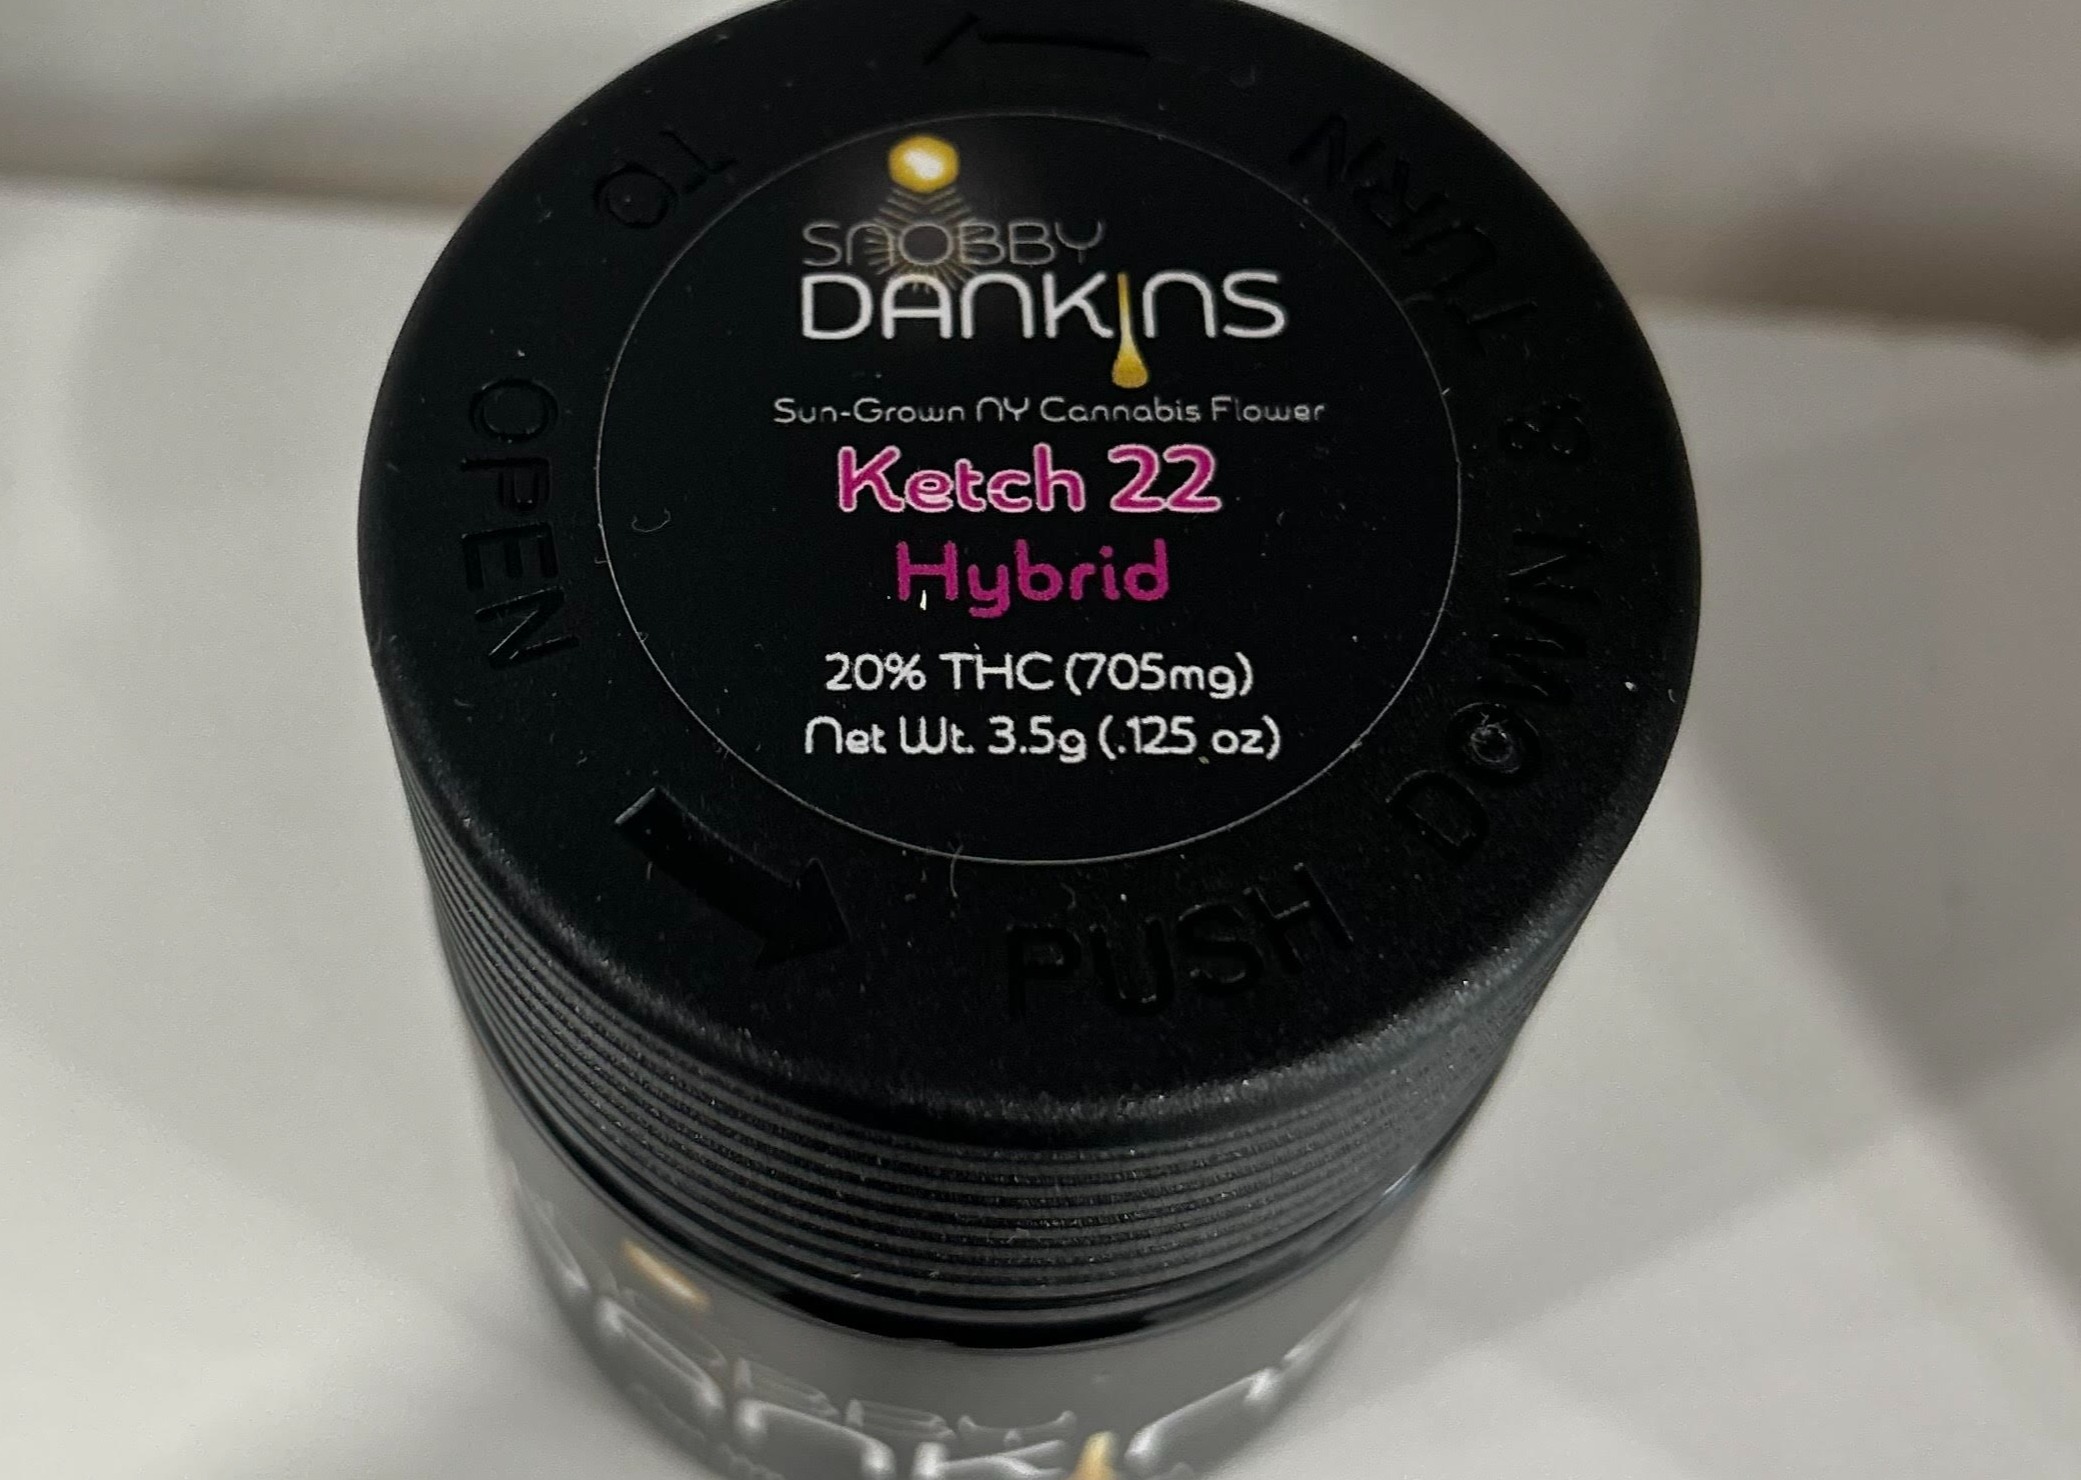 SNOBBY
DANKINS
Sun-Grown NY Cannabis Flower
Ketch 22
Hybrid
20% THC (705mg)
Net Wt. 3.5g (.125 oz)
PUSH DOWN & TURN
TO OPEN